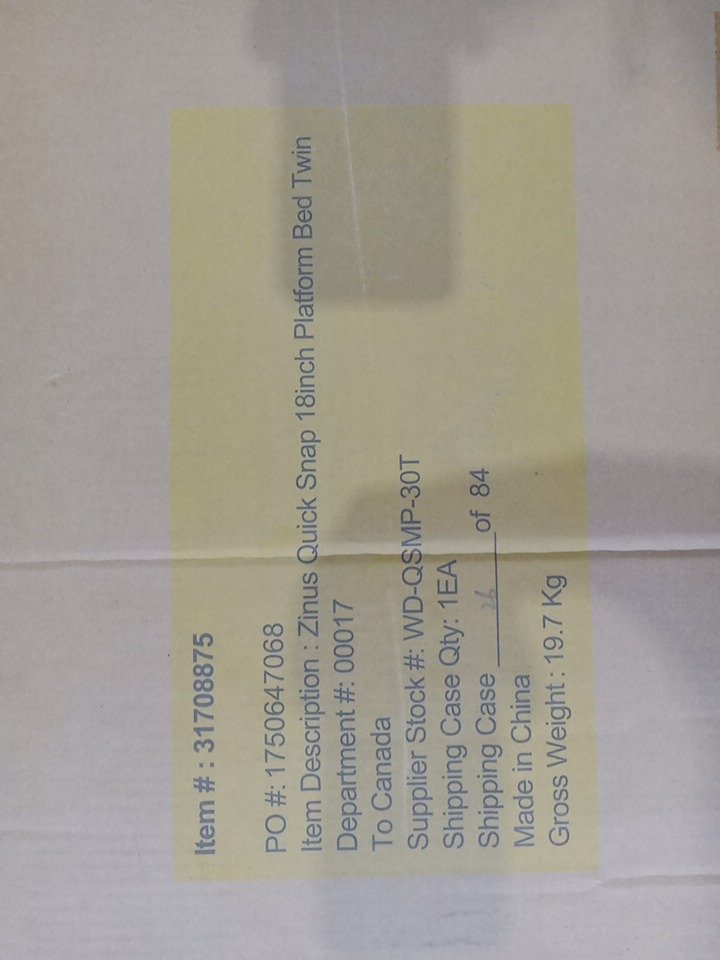 Item # : 31708875
PO #: 1750647068
Item Description : Zinus Quick Snap 18inch Platform Bed Twin
Department #: 00017
To Canada
Supplier Stock #: WD-QSMP-30T
Shipping Case Qty: 1EA
Shipping Case 26 of 84
Made in China
Gross Weight : 19.7 Kg